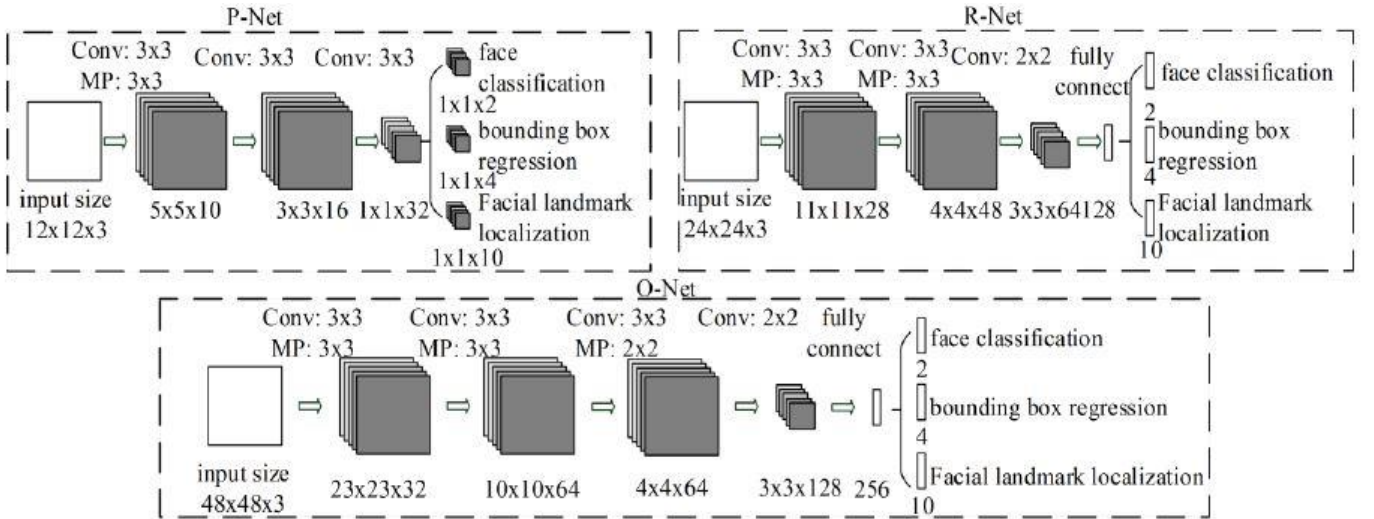 P-Net
Conv: 3x3 Conv: 3x3 Conv: 3x3
MP: 3x3
face
classification
1x1x2
bounding box
regression
1x1x4
Facial landmark
localization
1x1x10
input size
12x12x3
5x5x10
3x3x16
1x1x32
R-Net
Conv: 3x3 Conv: 3x3 Conv: 2x2 fully
MP: 3x3 MP: 3x3 connect
face classification
2
bounding box
regression
4
Facial landmark
localization
10
input size
24x24x3
11x11x28
4x4x48
3x3x64
128
O-Net
Conv: 3x3 Conv: 3x3 Conv: 3x3 Conv: 2x2 fully
MP: 3x3 MP: 3x3 MP: 2x2 connect
face classification
2
bounding box regression
4
Facial landmark localization
10
input size
48x48x3
23x23x32
10x10x64
4x4x64
3x3x128
256